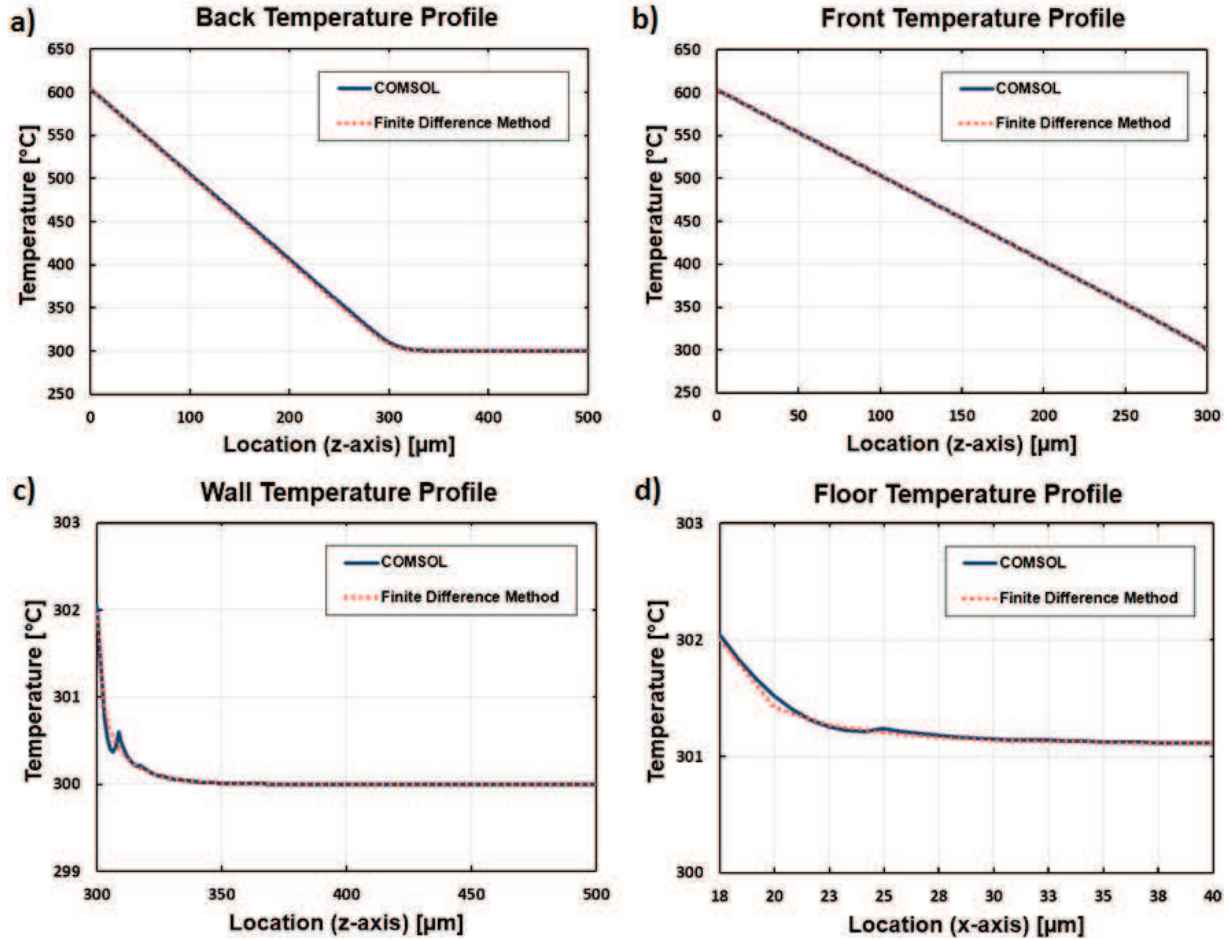 a)
Back Temperature Profile
Temperature [°C]
650
600
550
500
450
400
350
300
250
COMSOL
Finite Difference Method
0 100 200 300 400 500
Location (z-axis) [µm]
b)
Front Temperature Profile
Temperature [°C]
650
600
550
500
450
400
350
300
250
COMSOL
Finite Difference Method
0 50 100 150 200 250 300
Location (z-axis) [µm]
c)
Wall Temperature Profile
Temperature [°C]
303
302
301
300
299
COMSOL
Finite Difference Method
300 350 400 450 500
Location (z-axis) [µm]
d)
Floor Temperature Profile
Temperature [°C]
303
302
301
300
COMSOL
Finite Difference Method
18 20 23 25 28 30 33 35 38 40
Location (x-axis) [µm]